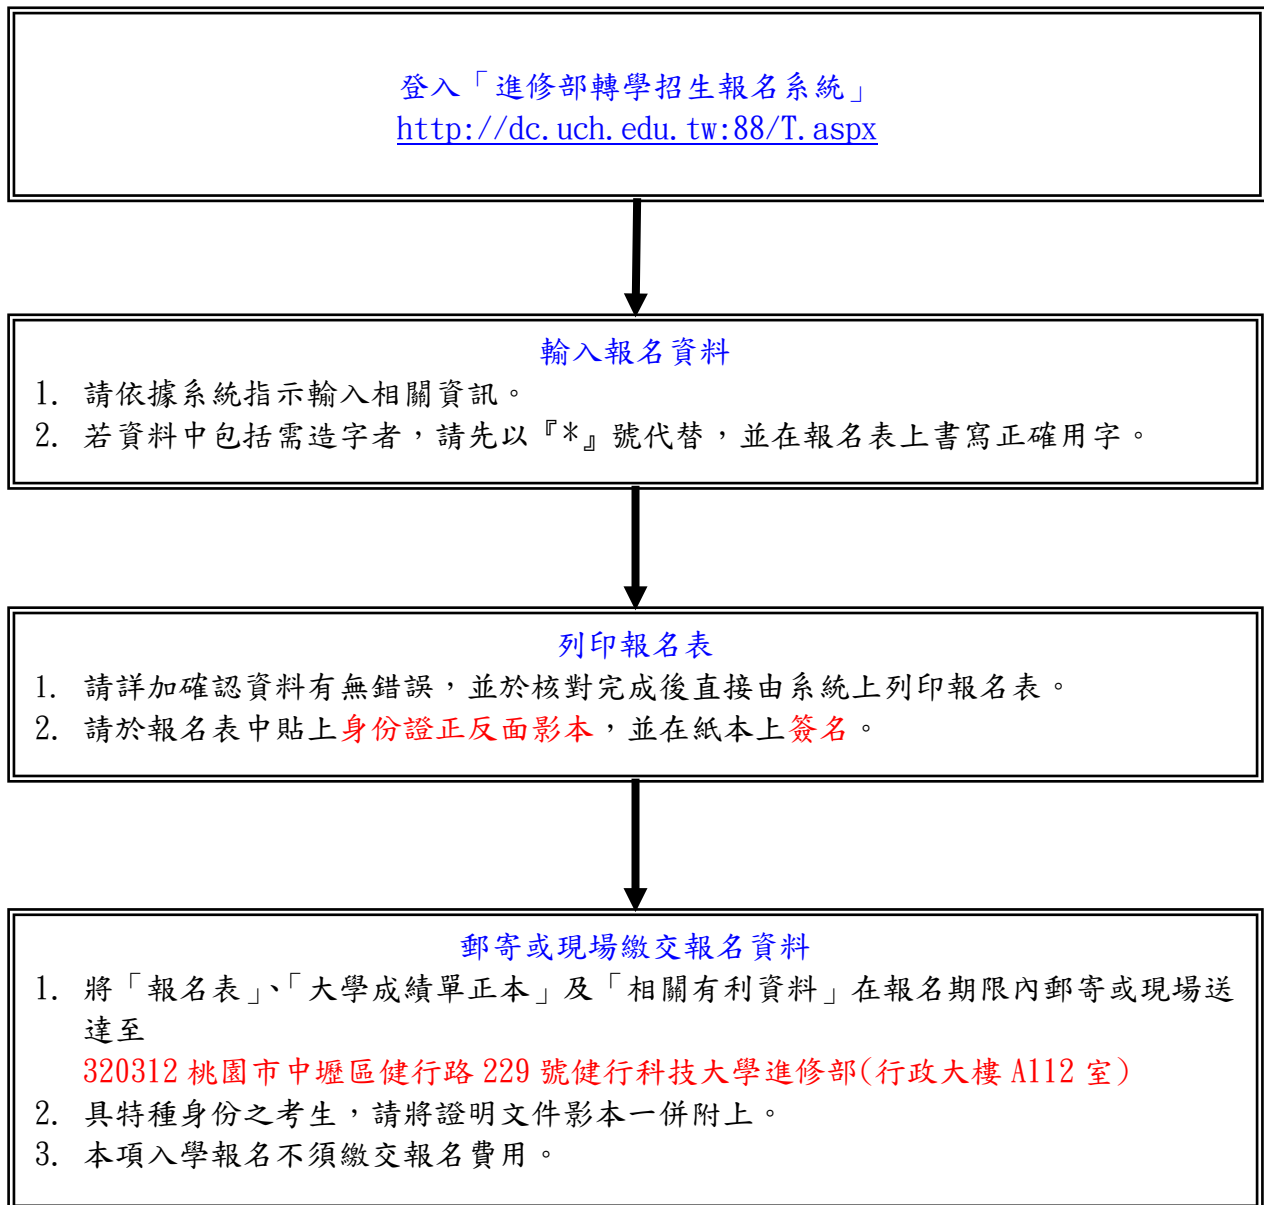 登入「進修部轉學招生報名系統」
http://dc.uch.edu.tw:88/T.aspx
輸入報名資料
1. 請依據系統指示輸入相關資訊。
2. 若資料中包括需造字者，請先以『*』號代替，並在報名表上書寫正確用字。
列印報名表
1. 請詳加確認資料有無錯誤，並於核對完成後直接由系統上列印報名表。
2. 請於報名表中貼上身份證正反面影本，並在紙本上簽名。
郵寄或現場繳交報名資料
1. 將「報名表」、「大學成績單正本」及「相關有利資料」在報名期限內郵寄或現場送
達至
320312 桃園市中壢區健行路 229 號健行科技大學進修部(行政大樓 A112 室)
2. 具特種身份之考生，請將證明文件影本一併附上。
3. 本項入學報名不須繳交報名費用。